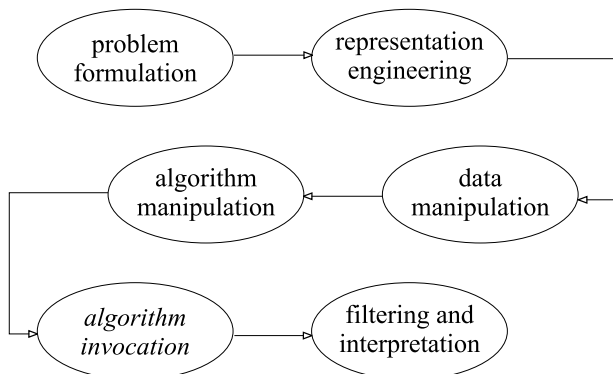 problem
formulation
representation
engineering
algorithm
manipulation
data
manipulation
algorithm
invocation
filtering and
interpretation